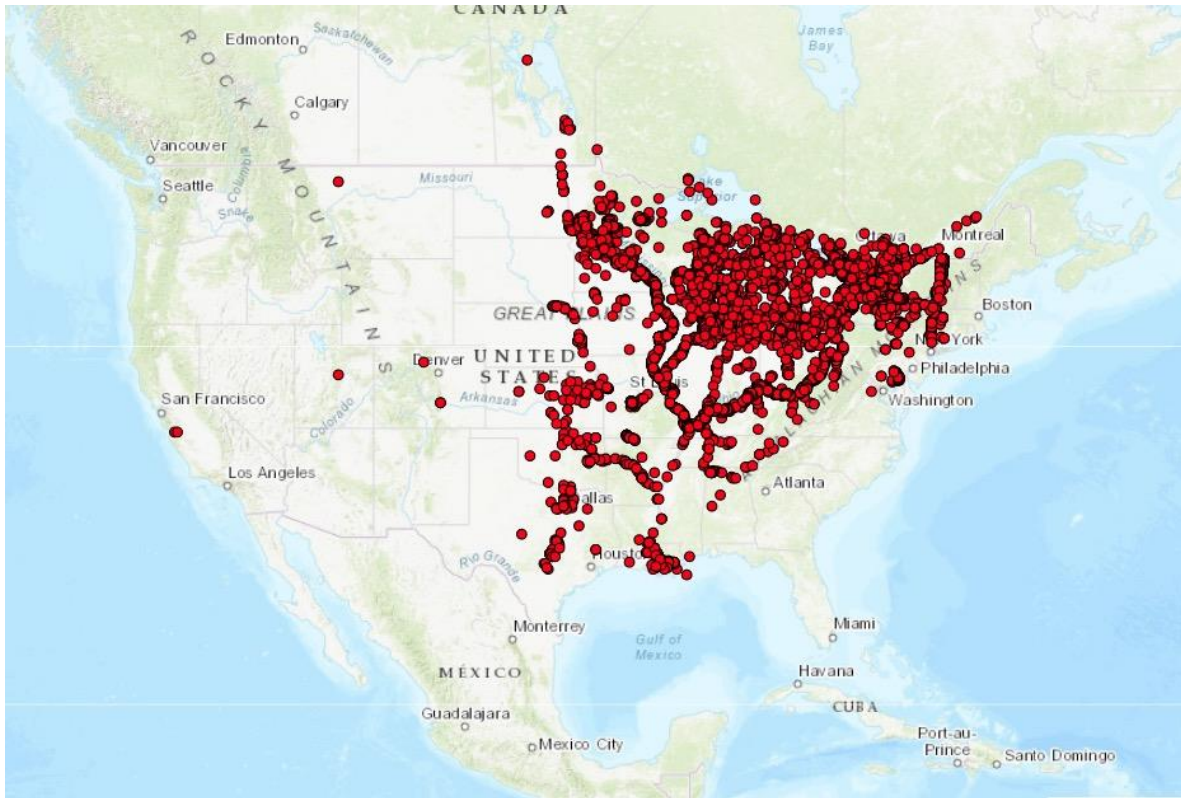 CANADA
Edmonton
Saskatchewan
James
Bay
ROCKY MOUNTAINS
Calgary
Vancouver
Columbia
Seattle
Missouri
Snake
Lake
Superior
Ottawa
Montreal
Boston
GREAT
New York
Denver
UNITED
STATES
St Louis
Philadelphia
San Francisco
Colorado
Arkansas
Washington
Los Angeles
Atlanta
Dallas
Rio Grande
Houston
Monterrey
Gulf of
Mexico
Miami
MÉXICO
Havana
CUBA
Guadalajara
Mexico City
Port-au-
Prince
Santo Domingo